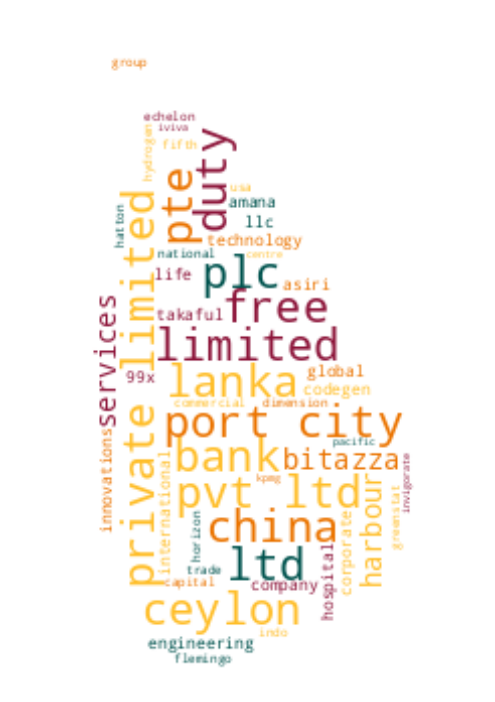 group
echelon
iviva
hydrogen
fifth
duty
pte
usa
amana
hatton
llc
technology
national
centre
private limited
plc
life
asiri
services
free
takaful
limited
99x
lanka
global
codegen
commercial
dimension
port city
pacific
innovations
bank
bitazza
international
kpmg
invigorate
pvt ltd
harbour
greenstat
horizon
china
corporate
ltd
hospital
trade
capital
company
ceylon
indo
engineering
flemingo